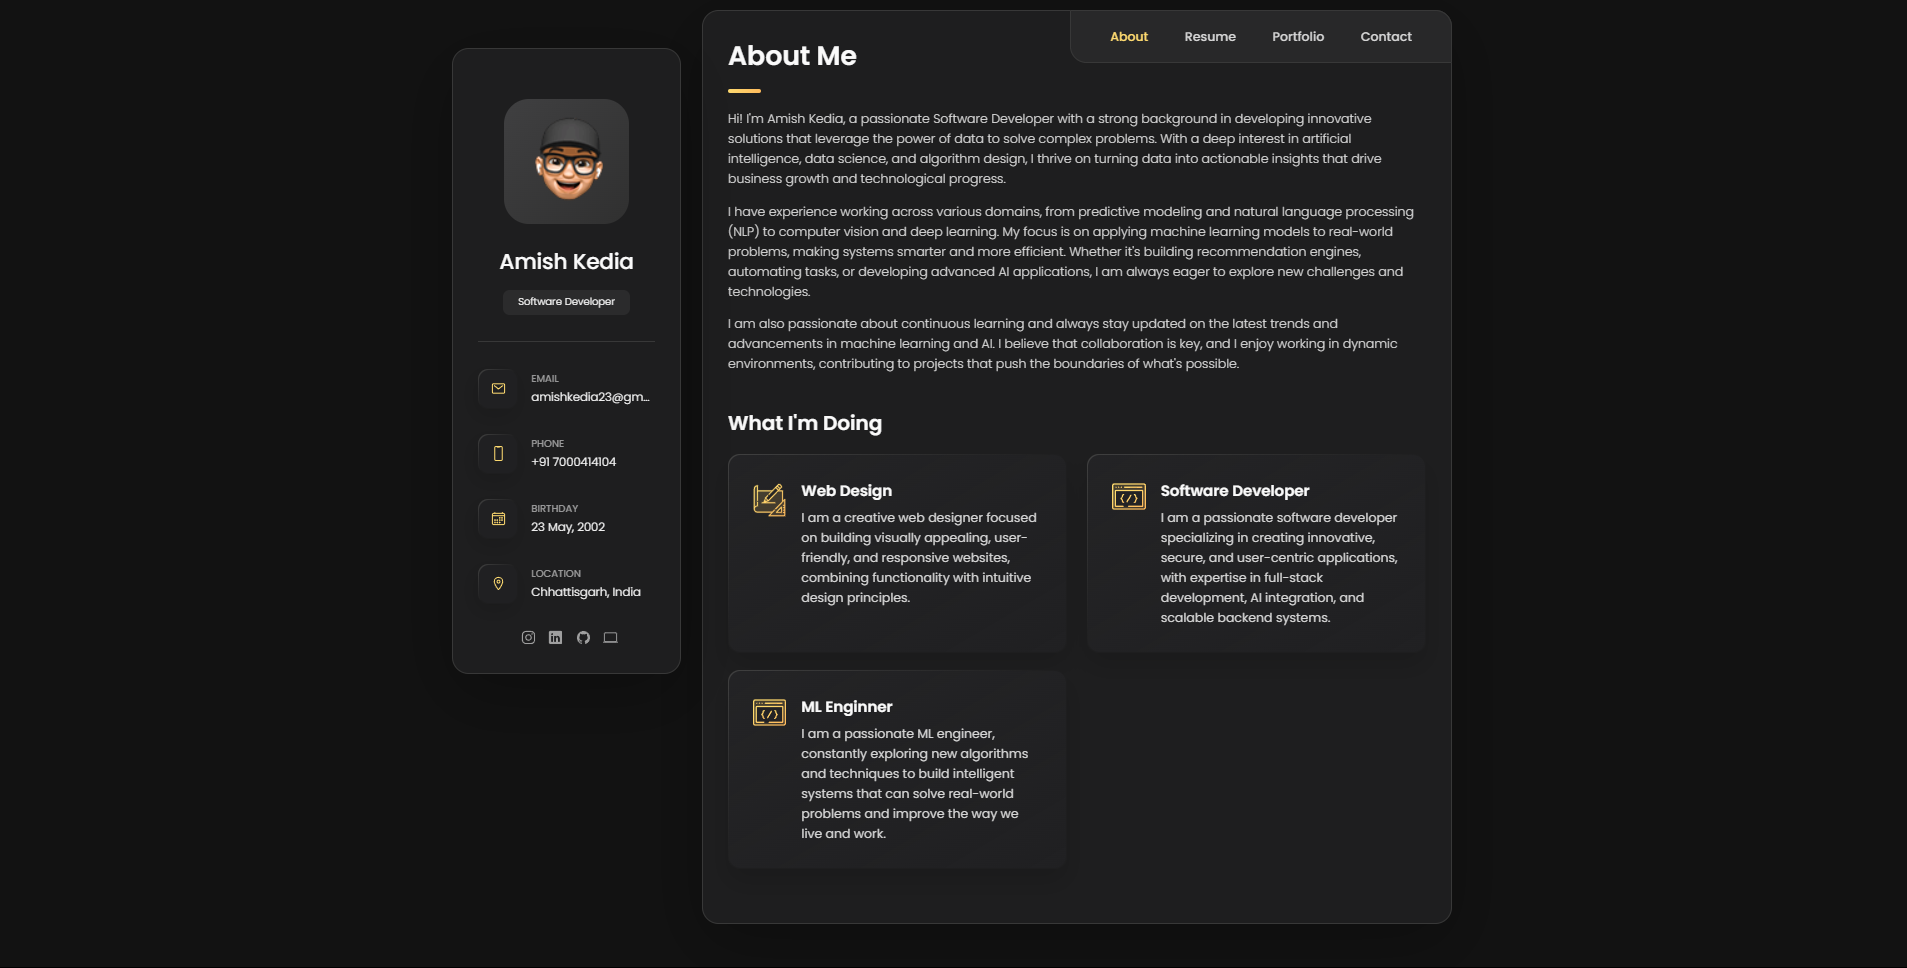 Amish Kedia
Software Developer
EMAIL
amishkedia23@gm...
PHONE
+91 7000414104
BIRTHDAY
23 May, 2002
LOCATION
Chhattisgarh, India
About
Resume
Portfolio
Contact
About Me
Hi! I'm Amish Kedia, a passionate Software Developer with a strong background in developing innovative
solutions that leverage the power of data to solve complex problems. With a deep interest in artificial
intelligence, data science, and algorithm design, I thrive on turning data into actionable insights that drive
business growth and technological progress.
I have experience working across various domains, from predictive modeling and natural language processing
(NLP) to computer vision and deep learning. My focus is on applying machine learning models to real-world
problems, making systems smarter and more efficient. Whether it's building recommendation engines,
automating tasks, or developing advanced AI applications, I am always eager to explore new challenges and
technologies.
I am also passionate about continuous learning and always stay updated on the latest trends and
advancements in machine learning and AI. I believe that collaboration is key, and I enjoy working in dynamic
environments, contributing to projects that push the boundaries of what's possible.
What I'm Doing
Web Design
I am a creative web designer focused
on building visually appealing, user-
friendly, and responsive websites,
combining functionality with intuitive
design principles.
Software Developer
I am a passionate software developer
specializing in creating innovative,
secure, and user-centric applications,
with expertise in full-stack
development, AI integration, and
scalable backend systems.
ML Enginner
I am a passionate ML engineer,
constantly exploring new algorithms
and techniques to build intelligent
systems that can solve real-world
problems and improve the way we
live and work.